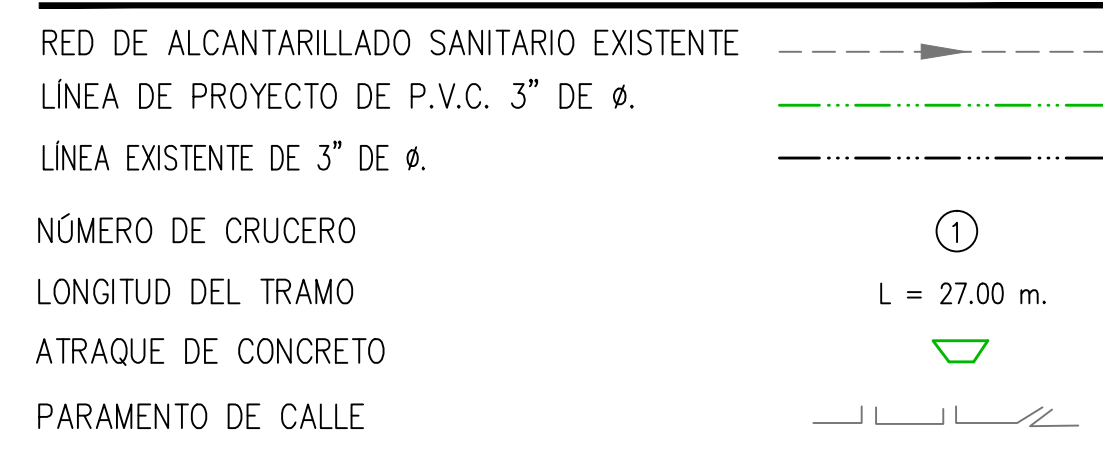 RED DE ALCANTARILLADO SANITARIO EXISTENTE
LÍNEA DE PROYECTO DE P.V.C. 3” DE ø.
LÍNEA EXISTENTE DE 3” DE ø.
NÚMERO DE CRUCERO 1
LONGITUD DEL TRAMO L = 27.00 m.
ATRAQUE DE CONCRETO
PARAMENTO DE CALLE